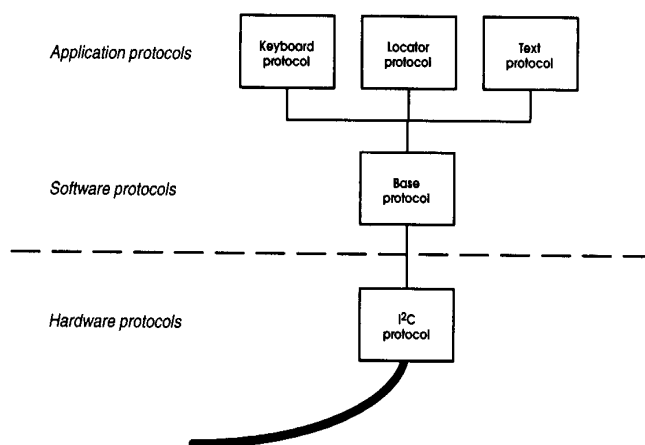 Application protocols
Keyboard
protocol
Locator
protocol
Text
protocol
Software protocols
Base
protocol
Hardware protocols
I²C
protocol